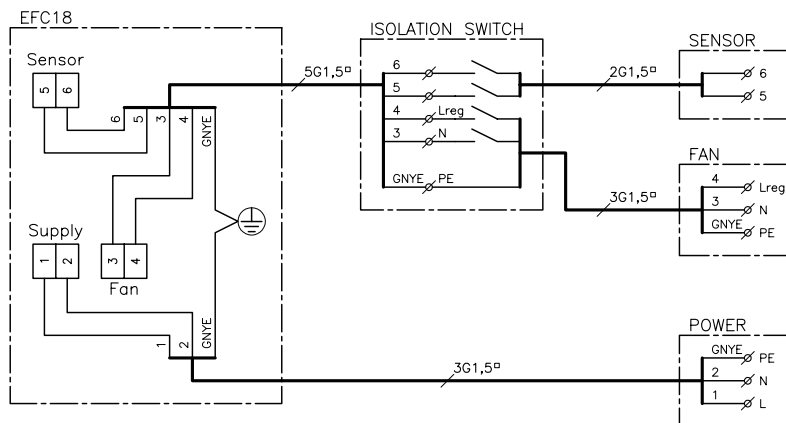 EFC18
Sensor
5 6
6 5 3 4 GNYE
Supply
1 2
3 4
Fan
1 2 GNYE
5G1,5▫
ISOLATION SWITCH
6
5
4 Lreg
3 N
GNYE PE
2G1,5▫
SENSOR
6
5
3G1,5▫
FAN
4 Lreg
3 N
GNYE PE
3G1,5▫
POWER
GNYE PE
2 N
1 L